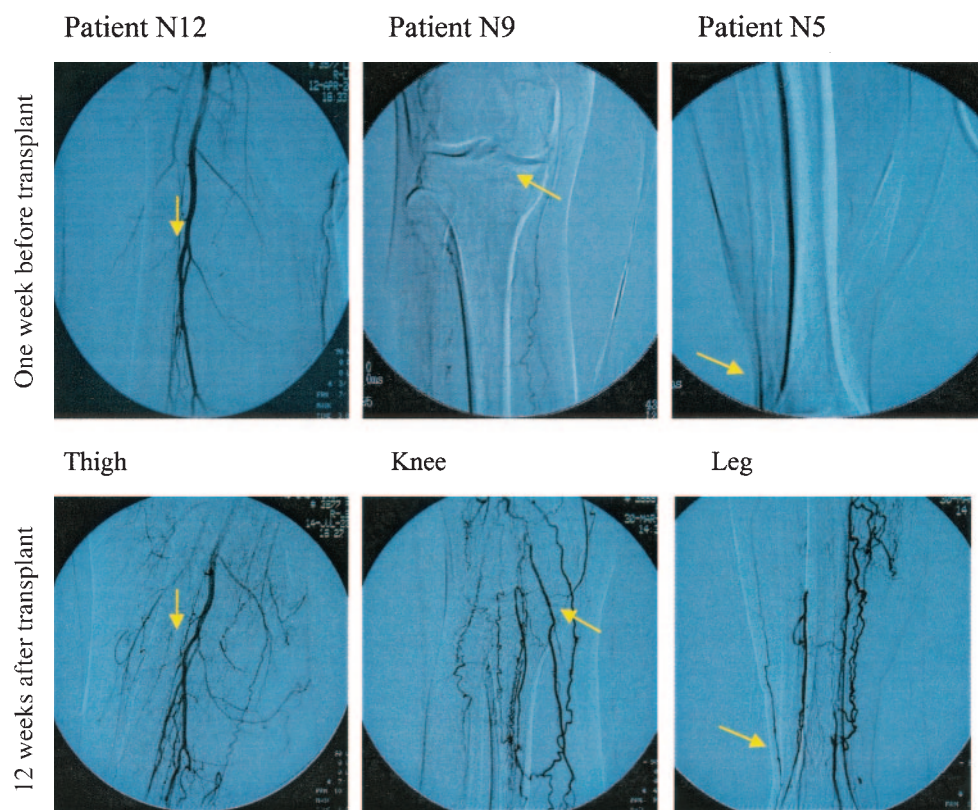 Patient N12
Patient N9
Patient N5
One week before transplant
Thigh
Knee
Leg
12 weeks after transplant